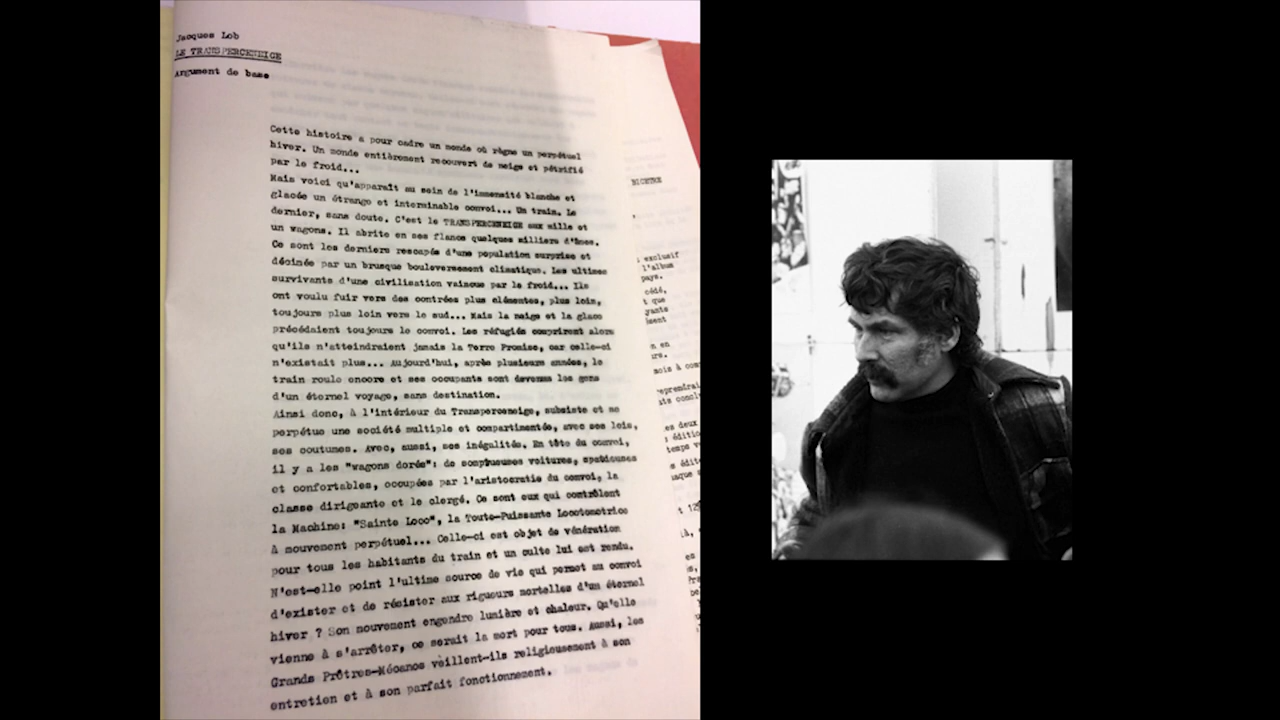 Jacques Lob
LE TRANSPERCENEIGE
Argument de base
Cette histoire a pour cadre un monde où règne un perpétuel
hiver. Un monde entièrement recouvert de neige et pétrifié
par le froid...
Mais voici qu'apparaît au sein de l'immensité blanche et
glacée un étrange et interminable convoi... Un train. Le
dernier, sans doute. C'est le TRANSPERCENEIGE aux mille et
un wagons. Il abrite en ses flancs quelques milliers d'âmes.
Ce sont les derniers rescapés d'une population surprise et
décimée par un brusque bouleversement climatique. Les ultimes
survivants d'une civilisation vaincue par le froid... Ils
ont voulu fuir vers des contrées plus clémentes, plus loin,
toujours plus loin vers le sud... Mais la neige et la glace
précédaient toujours le convoi. Les réfugiés comprirent alors
qu'ils n'atteindraient jamais la Terre Promise, car celle-ci
n'existait plus... Aujourd'hui, après plusieurs années, le
train roule encore et ses occupants sont devenus les gens
d'un éternel voyage, sans destination.
Ainsi donc, à l'intérieur du Transperceneige, subsiste et se
perpétue une société multiple et compartimentée, avec ses lois,
ses coutumes. Avec, aussi, ses inégalités. En tête du convoi,
il y a les "wagons dorés": de somptueuses voitures, spatieuses
et confortables, occupées par l'aristocratie du convoi, la
classe dirigeante et le clergé. Ce sont eux qui contrôlent
la Machine: "Sainte Loco", la Toute-Puissante Locomotrice
à mouvement perpétuel... Celle-ci est objet de vénération
pour tous les habitants du train et un culte lui est rendu.
N'est-elle point l'ultime source de vie qui permet au convoi
d'exister et de résister aux rigueurs mortelles d'un éternel
hiver ? Son mouvement engendre lumière et chaleur. Qu'elle
vienne à s'arrêter, ce serait la mort pour tous. Aussi, les
Grands Prêtres-Mécanos veillent-ils religieusement à son
entretien et à son parfait fonctionnement.
BICETRE
exclusif
l'album
pays.
cédé,
t que
n en
mois à com
reprendrai
es deux
édition
temps v